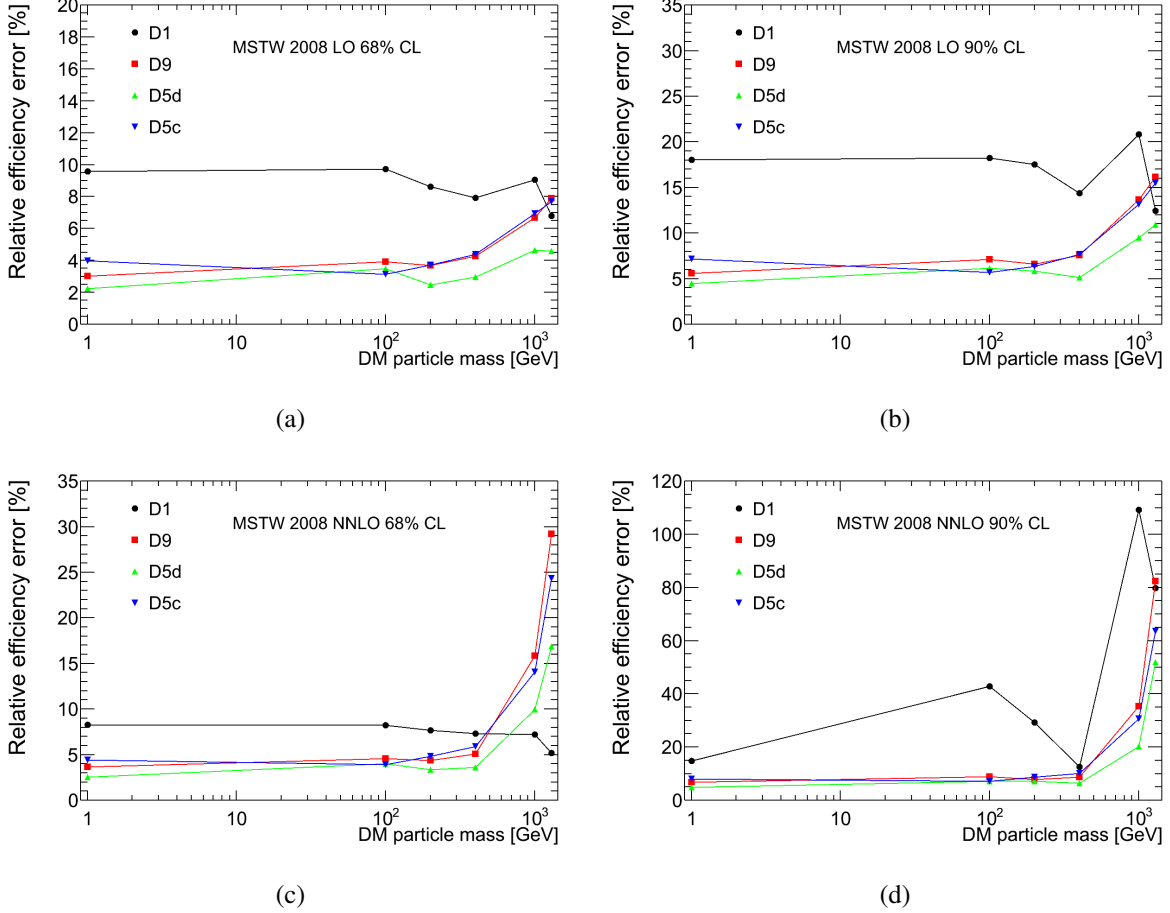 Relative efficiency error [%]
20
18
16
14
12
10
8
6
4
2
0
D1
D9
D5d
D5c
MSTW 2008 LO 68% CL
1
10
10²
10³
DM particle mass [GeV]
(a)
Relative efficiency error [%]
35
30
25
20
15
10
5
0
D1
D9
D5d
D5c
MSTW 2008 LO 90% CL
1
10
10²
10³
DM particle mass [GeV]
(b)
Relative efficiency error [%]
35
30
25
20
15
10
5
0
D1
D9
D5d
D5c
MSTW 2008 NNLO 68% CL
1
10
10²
10³
DM particle mass [GeV]
(c)
Relative efficiency error [%]
120
100
80
60
40
20
0
D1
D9
D5d
D5c
MSTW 2008 NNLO 90% CL
1
10
10²
10³
DM particle mass [GeV]
(d)